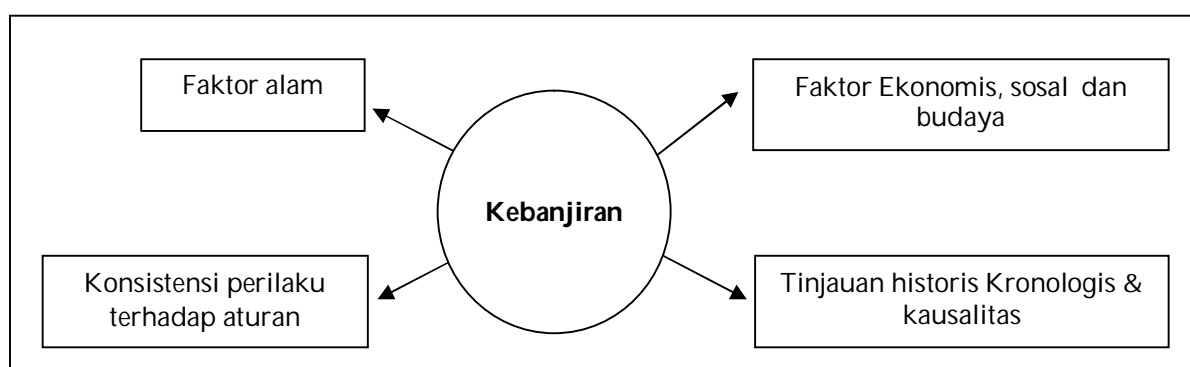 Faktor alam
Faktor Ekonomis, sosal dan
budaya
Kebanjiran
Konsistensi perilaku
terhadap aturan
Tinjauan historis Kronologis &
kausalitas